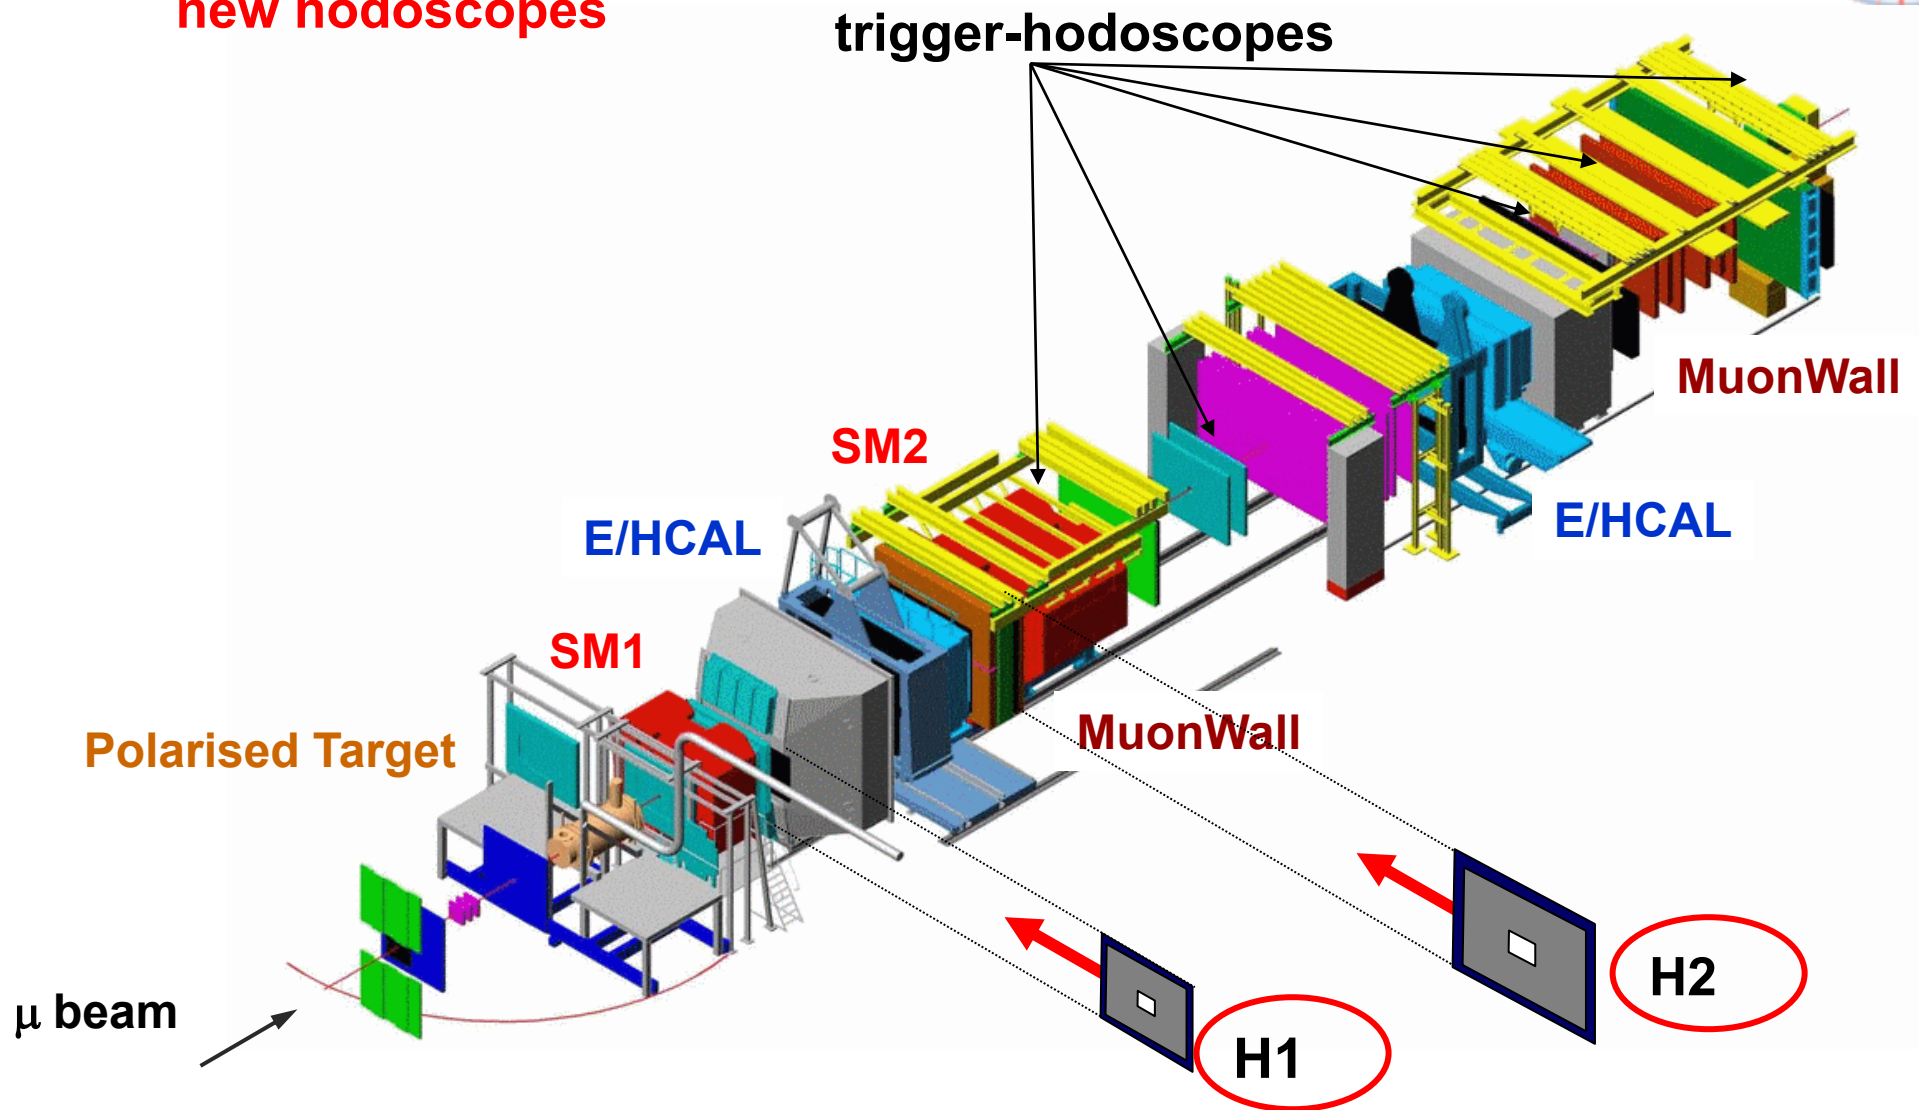 new hodoscopes
trigger-hodoscopes
MuonWall
SM2
E/HCAL
E/HCAL
SM1
MuonWall
Polarised Target
H2
μ beam
H1